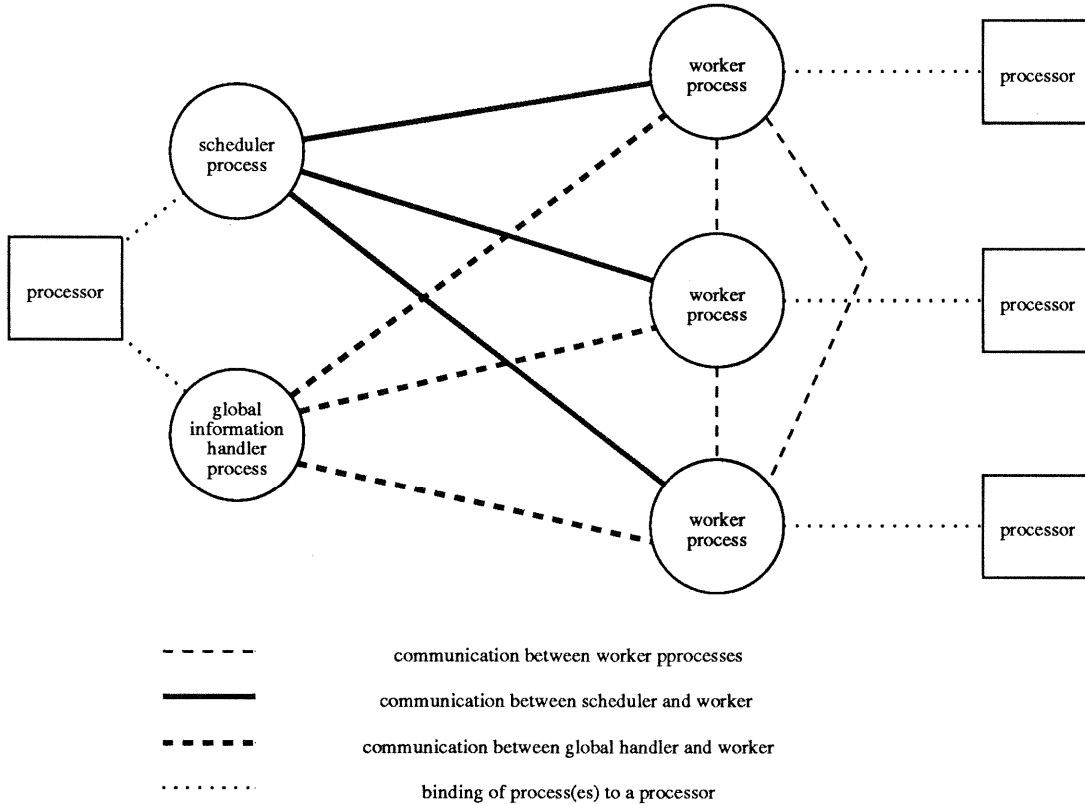 worker
process
processor
scheduler
process
processor
worker
process
processor
global
information
handler
process
worker
process
processor
communication between worker pprocesses
communication between scheduler and worker
communication between global handler and worker
binding of process(es) to a processor